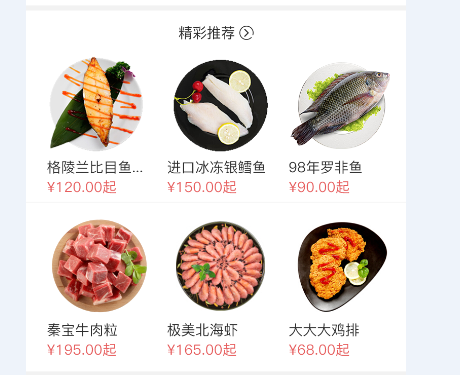 精彩推荐
格陵兰比目鱼...
进口冰冻银鳕鱼
98年罗非鱼
¥120.00起
¥150.00起
¥90.00起
秦宝牛肉粒
极美北海虾
大大大鸡排
¥195.00起
¥165.00起
¥68.00起